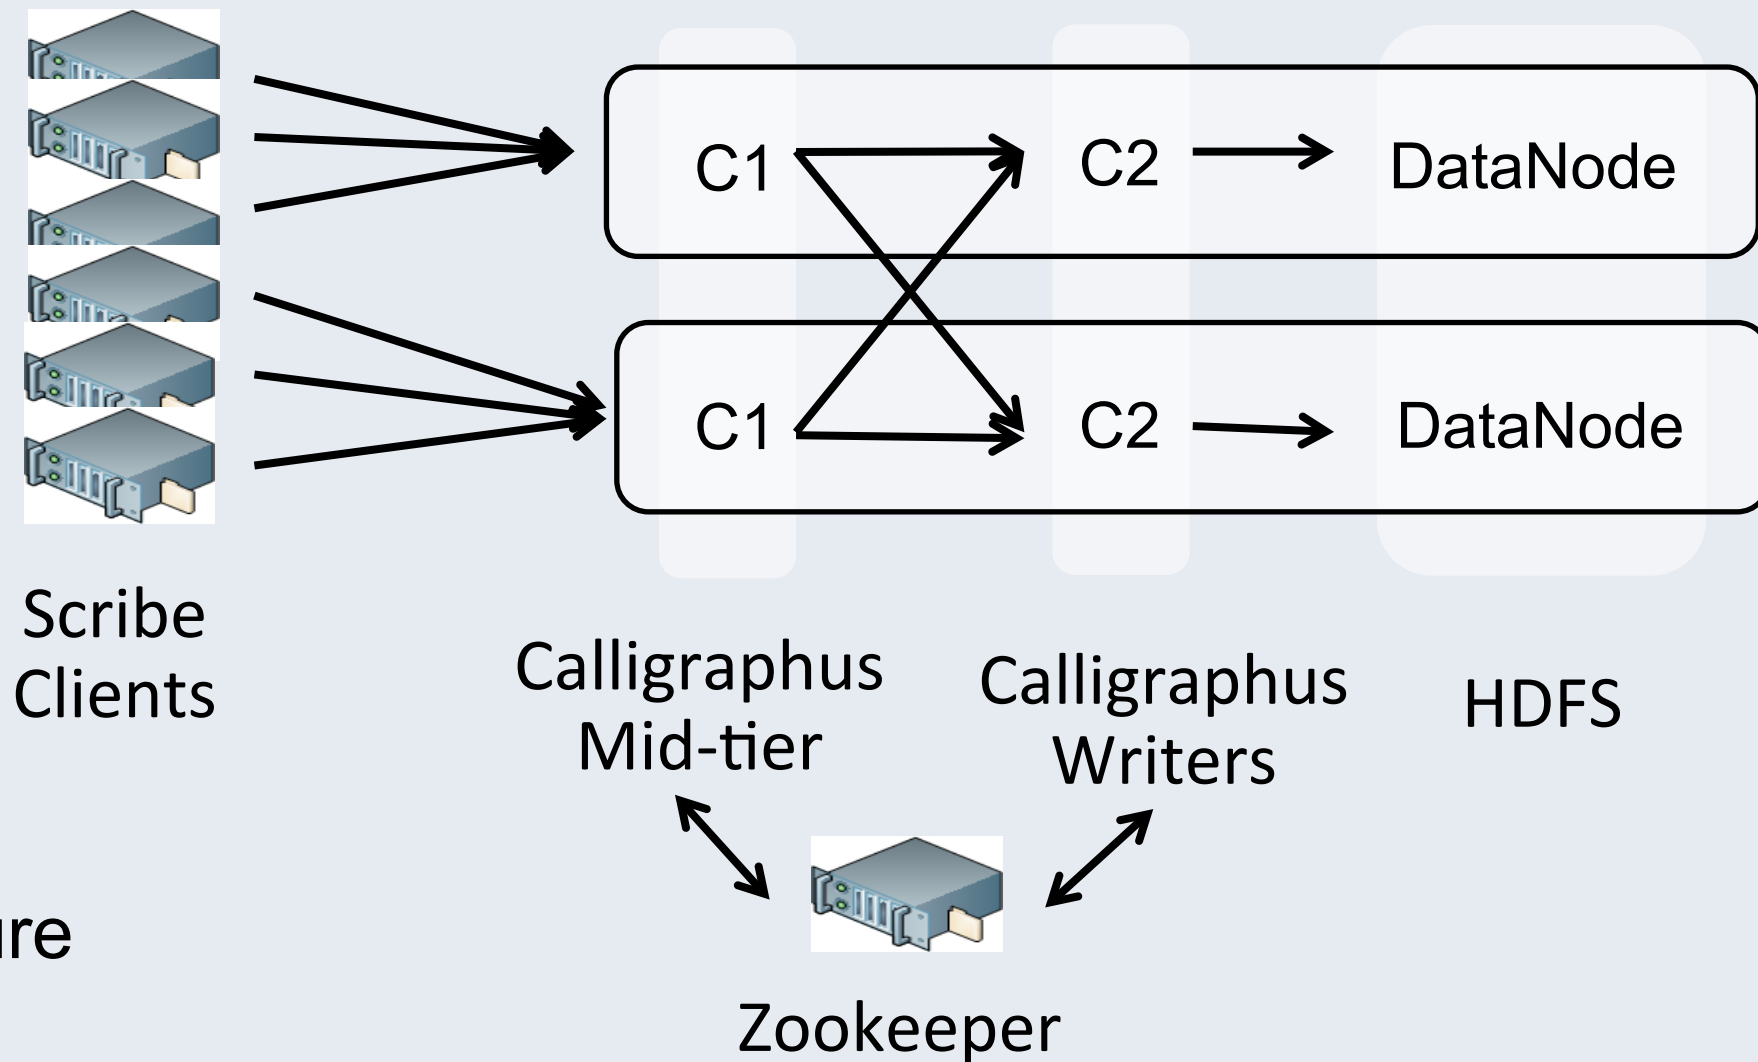 C1
C2
DataNode
C1
C2
DataNode
Scribe
Clients
Calligraphus
Mid-tier
Calligraphus
Writers
HDFS
Zookeeper